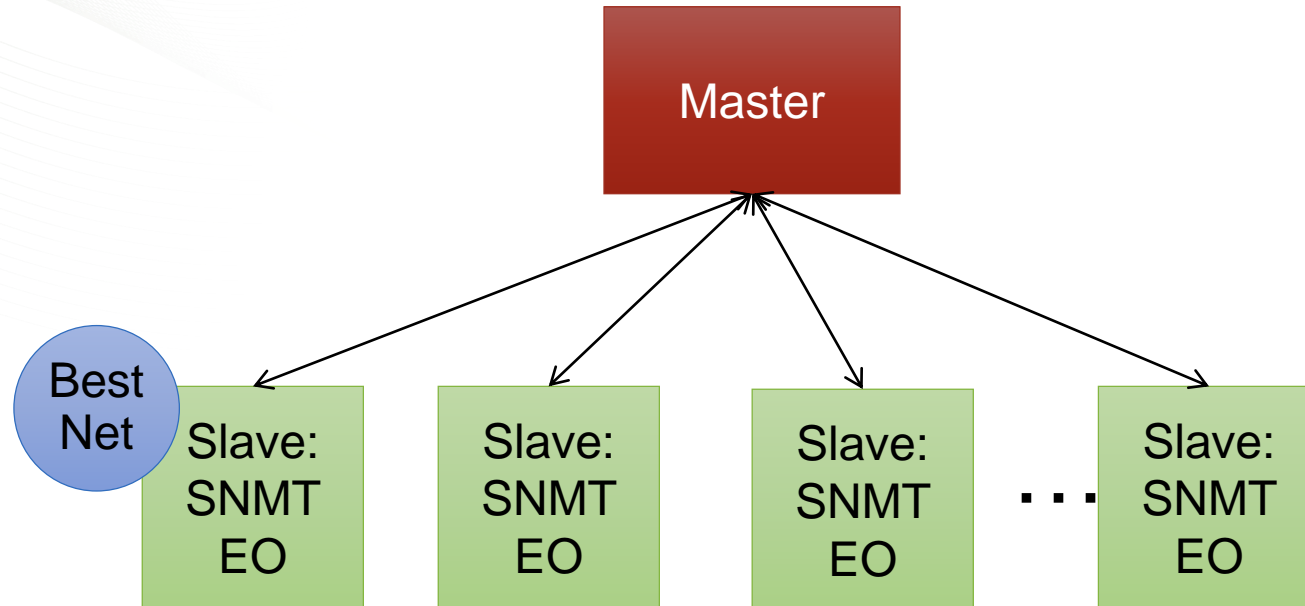 Master
Best
Net
Slave:
SNMT
EO
Slave:
SNMT
EO
Slave:
SNMT
EO
. . .
Slave:
SNMT
EO